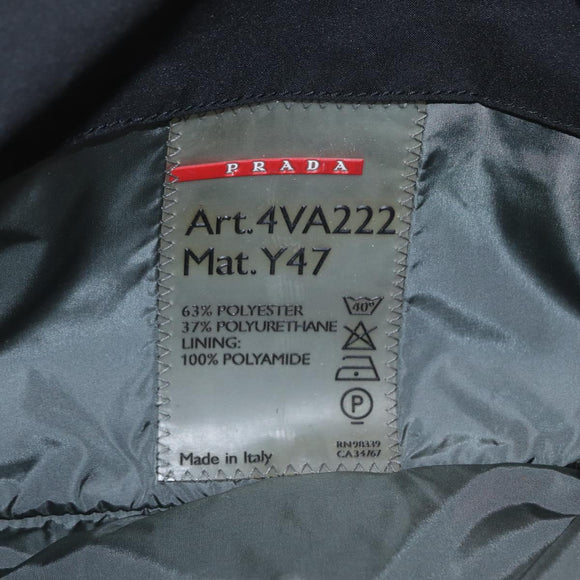 PRADA
Art.4VA222
Mat.Y47
63% POLYESTER
37% POLYURETHANE
LINING:
100% POLYAMIDE
40°
P
RN98339
CA34767
Made in Italy